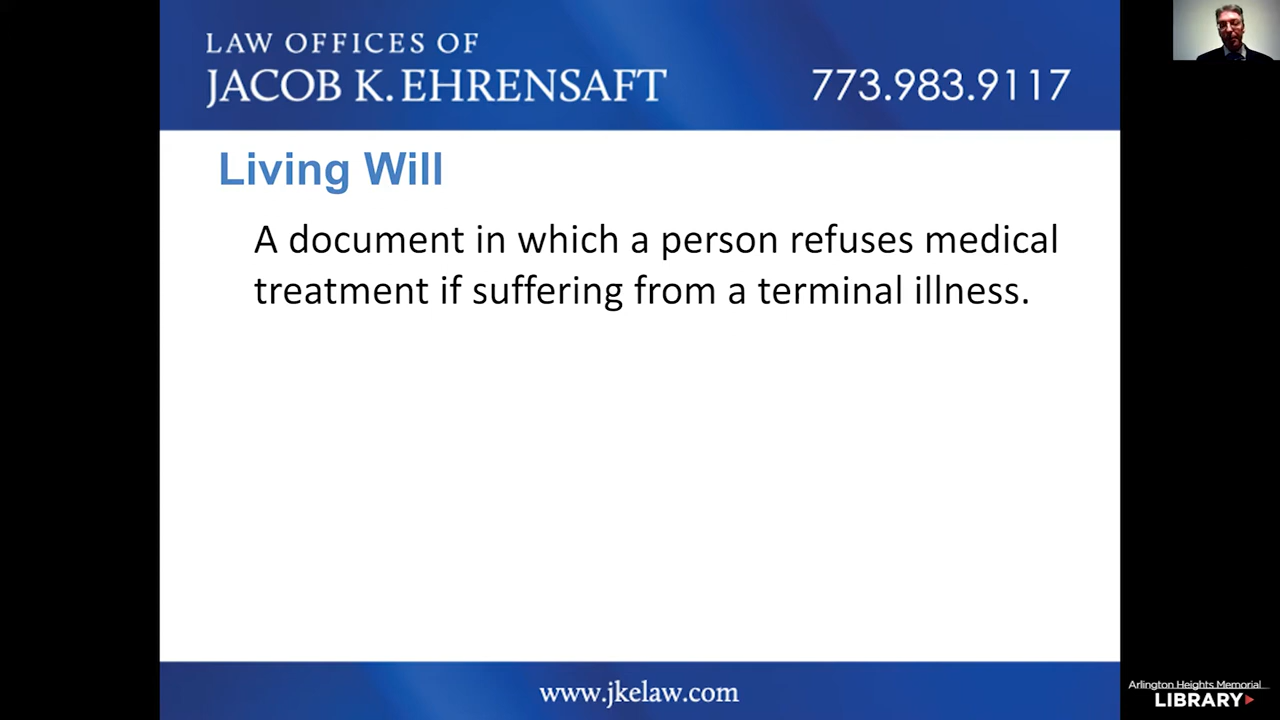 LAW OFFICES OF
JACOB K. EHRENSAFT
773.983.9117
Living Will
A document in which a person refuses medical
treatment if suffering from a terminal illness.
www.jkelaw.com
Arlington Heights Memorial
LIBRARY